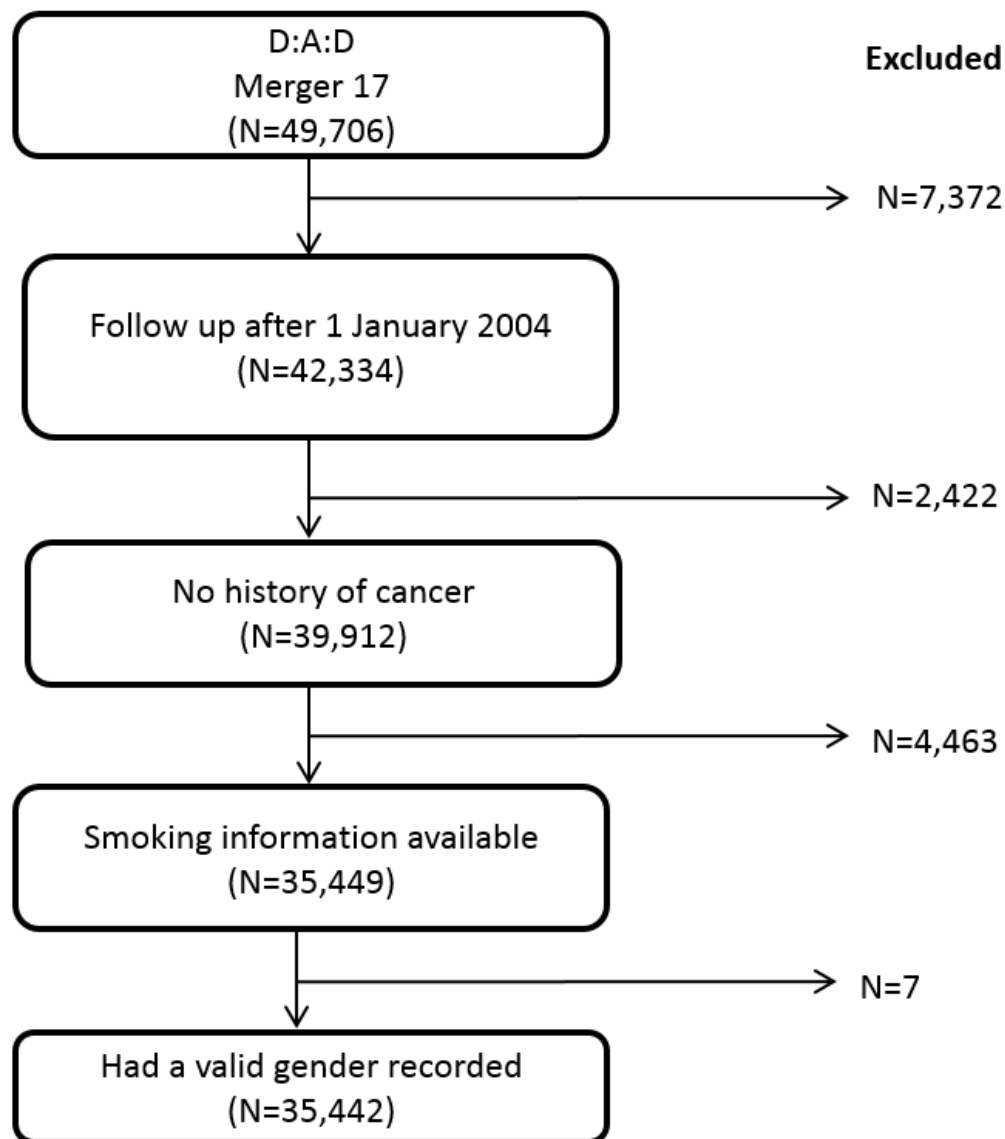 D:A:D
Merger 17
(N=49,706)
Excluded
N=7,372
Follow up after 1 January 2004
(N=42,334)
N=2,422
No history of cancer
(N=39,912)
N=4,463
Smoking information available
(N=35,449)
N=7
Had a valid gender recorded
(N=35,442)